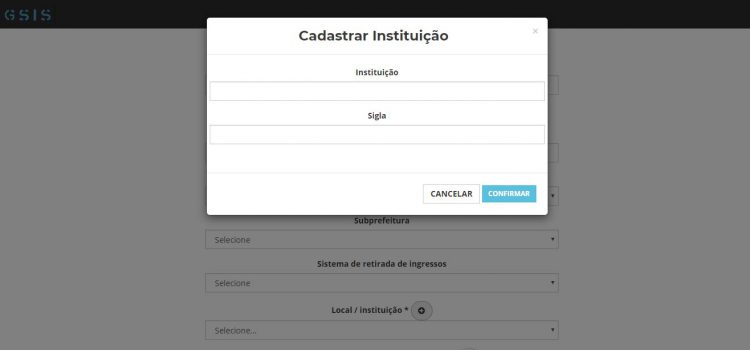 GSIS
Cadastrar Instituição
×
Instituição
Sigla
CANCELAR
CONFIRMAR
Subprefeitura
Selecione
Sistema de retirada de ingressos
Selecione
Local / instituição *
Selecione...